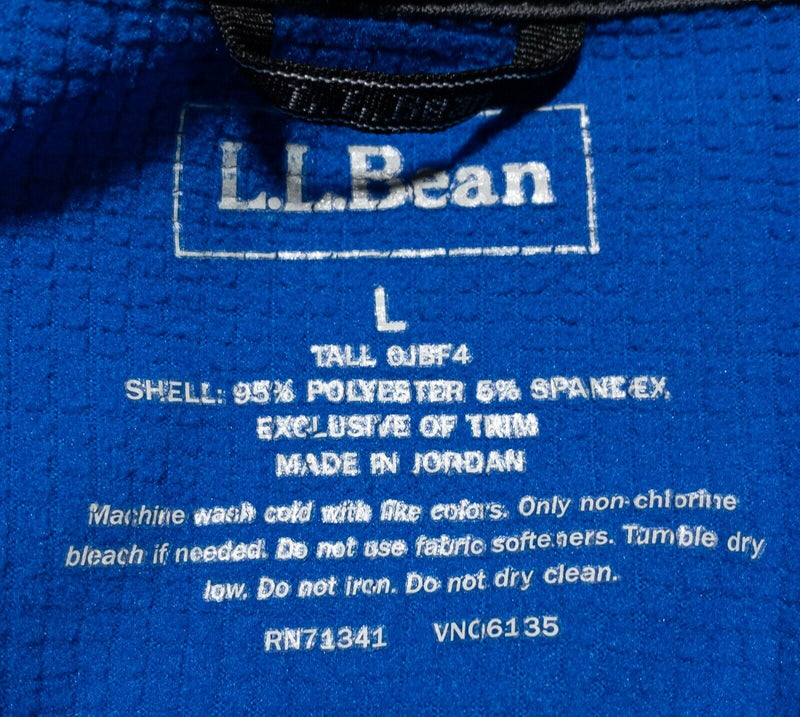 L.L.Bean
L
TALL 0JBF4
SHELL: 95% POLYESTER 5% SPANDEX
EXCLUSIVE OF TRIM
MADE IN JORDAN
Machine wash cold with like colors. Only non-chlorine
bleach if needed. Do not use fabric softeners. Tumble dry
low. Do not iron. Do not dry clean.
RN71341 VN06135